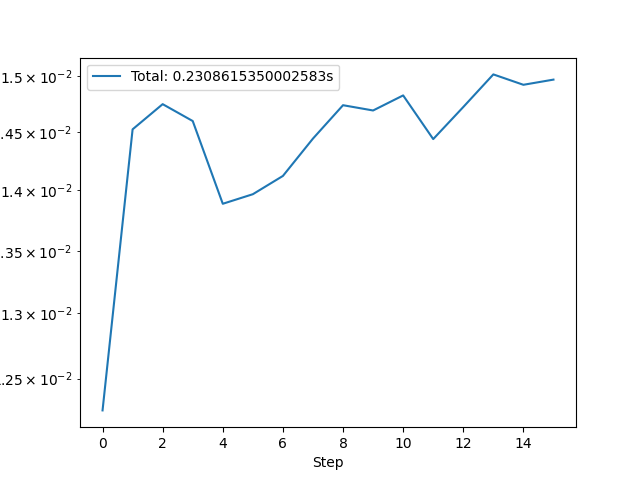 Total: 0.2308615350002583s
1.5 × 10⁻²
.45 × 10⁻²
1.4 × 10⁻²
.35 × 10⁻²
1.3 × 10⁻²
.25 × 10⁻²
0 2 4 6 8 10 12 14
Step